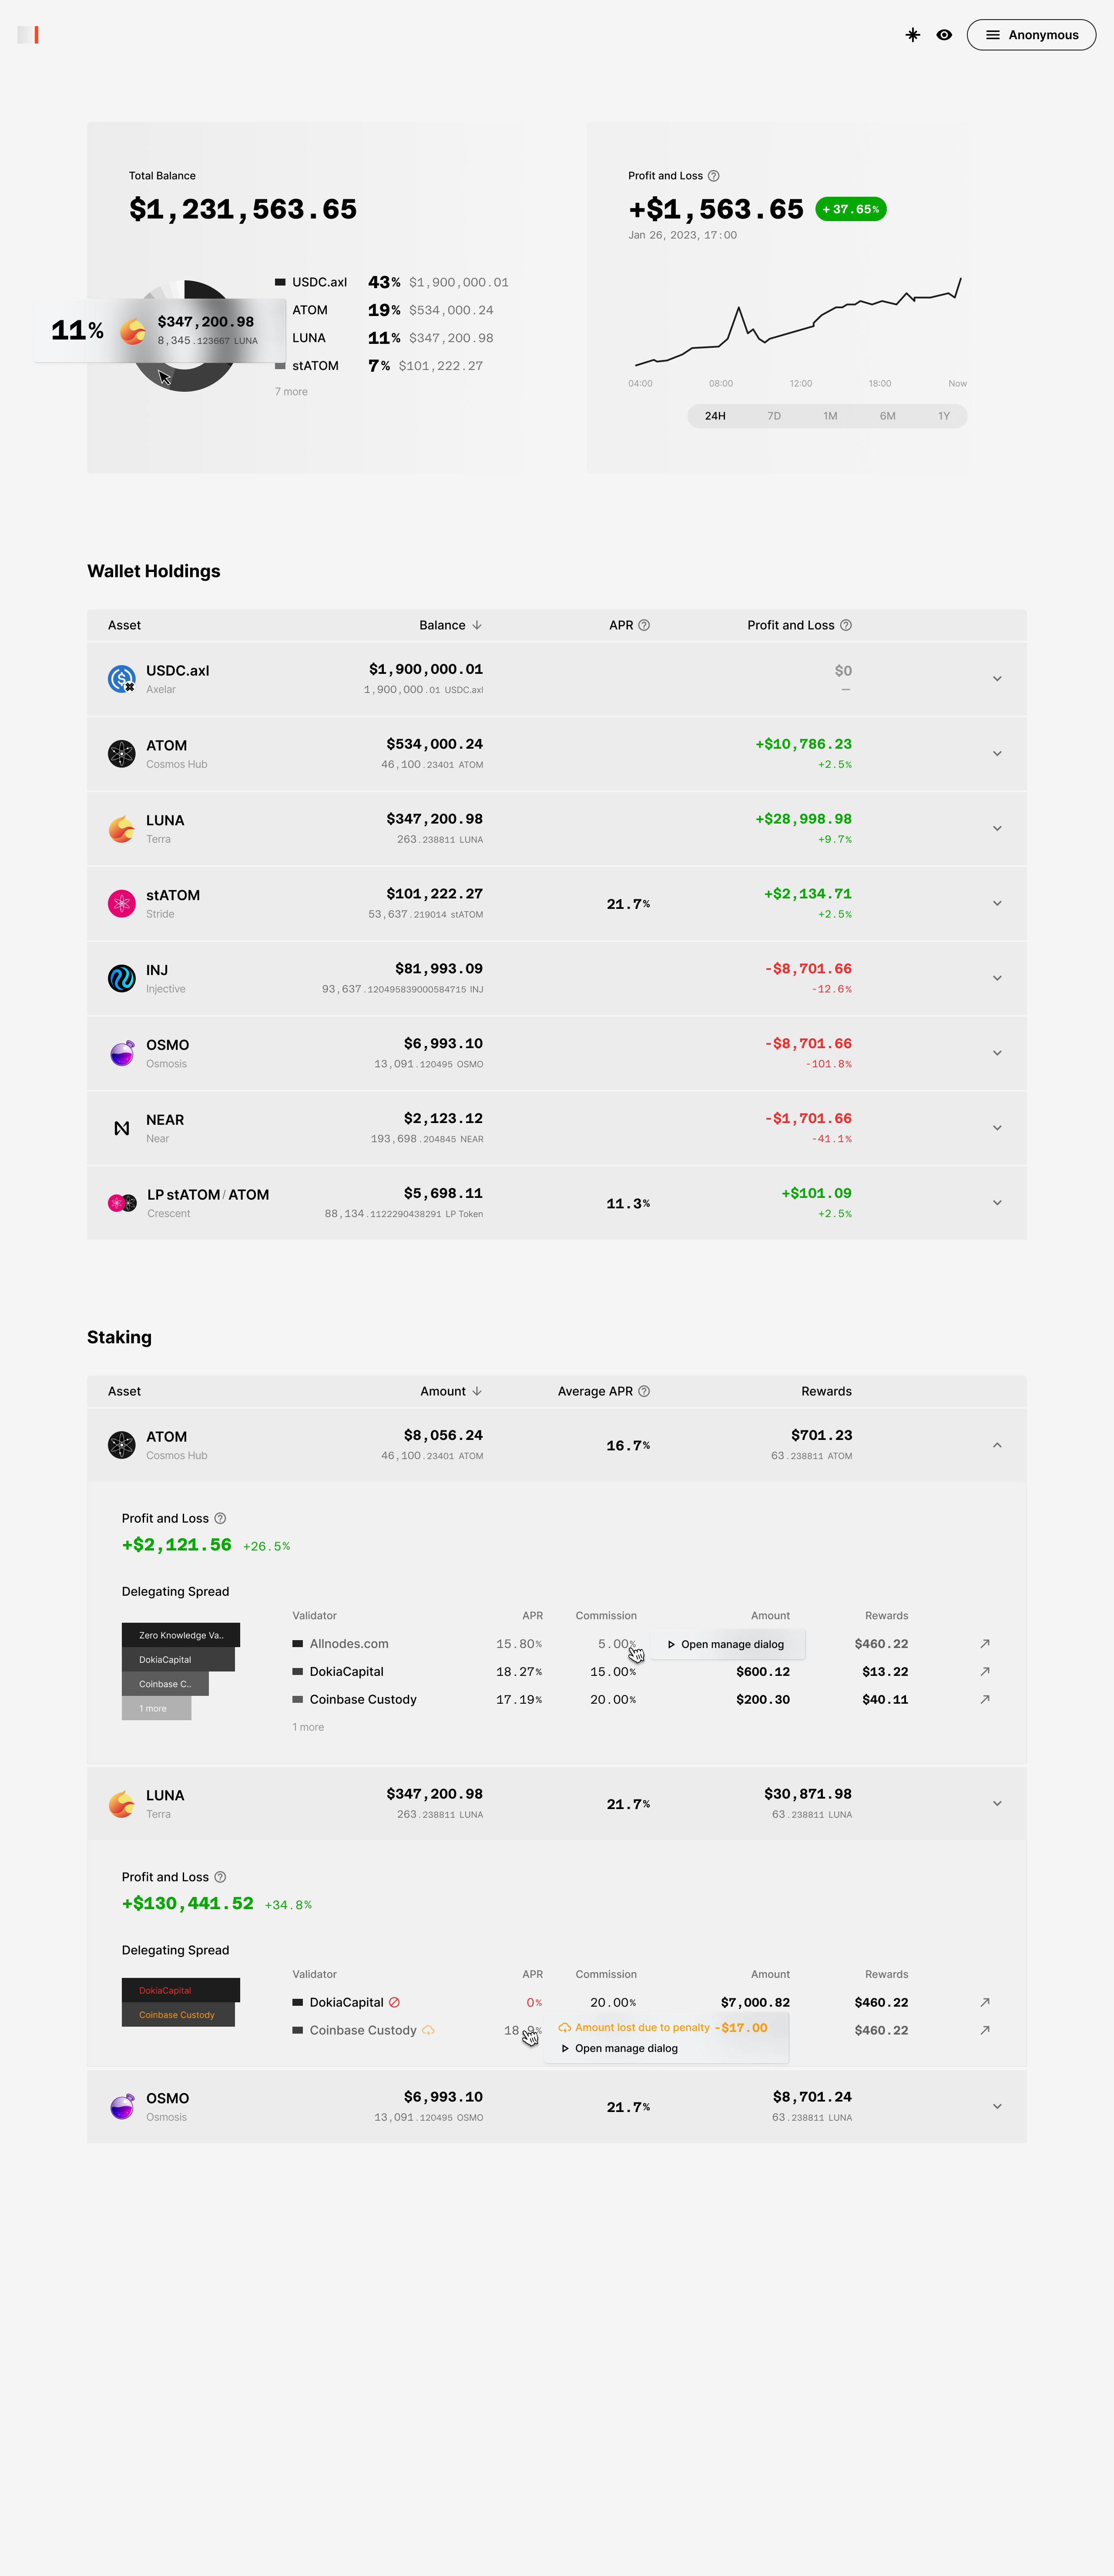 Anonymous
Total Balance
$1,231,563.65
USDC.axl 43% $1,900,000.01
ATOM 19% $534,000.24
LUNA 11% $347,200.98
stATOM 7% $101,222.27
7 more
11% $347,200.98
8,345.123667 LUNA
Profit and Loss
+$1,563.65 + 37.65%
Jan 26, 2023, 17:00
04:00 08:00 12:00 18:00 Now
24H 7D 1M 6M 1Y
Wallet Holdings
Asset Balance APR Profit and Loss
USDC.axl $1,900,000.01 $0
Axelar 1,900,000.01 USDC.axl —
ATOM $534,000.24 +$10,786.23
Cosmos Hub 46,100.23401 ATOM +2.5%
LUNA $347,200.98 +$28,998.98
Terra 263.238811 LUNA +9.7%
stATOM $101,222.27 21.7% +$2,134.71
Stride 53,637.219014 stATOM +2.5%
INJ $81,993.09 -$8,701.66
Injective 93,637.120495839000584715 INJ -12.6%
OSMO $6,993.10 -$8,701.66
Osmosis 13,091.120495 OSMO -101.8%
NEAR $2,123.12 -$1,701.66
Near 193,698.204845 NEAR -41.1%
LP stATOM / ATOM $5,698.11 11.3% +$101.09
Crescent 88,134.1122290438291 LP Token +2.5%
Staking
Asset Amount Average APR Rewards
ATOM $8,056.24 16.7% $701.23
Cosmos Hub 46,100.23401 ATOM 63.238811 ATOM
Profit and Loss
+$2,121.56 +26.5%
Delegating Spread
Zero Knowledge Va..
DokiaCapital
Coinbase C..
1 more
Validator APR Commission Amount Rewards
Allnodes.com 15.80% 5.00% Open manage dialog $460.22
DokiaCapital 18.27% 15.00% $600.12 $13.22
Coinbase Custody 17.19% 20.00% $200.30 $40.11
1 more
LUNA $347,200.98 21.7% $30,871.98
Terra 263.238811 LUNA 63.238811 LUNA
Profit and Loss
+$130,441.52 +34.8%
Delegating Spread
DokiaCapital
Coinbase Custody
Validator APR Commission Amount Rewards
DokiaCapital 0% 20.00% $7,000.82 $460.22
Coinbase Custody $460.22
Amount lost due to penalty -$17.00
Open manage dialog
OSMO $6,993.10 21.7% $8,701.24
Osmosis 13,091.120495 OSMO 63.238811 LUNA